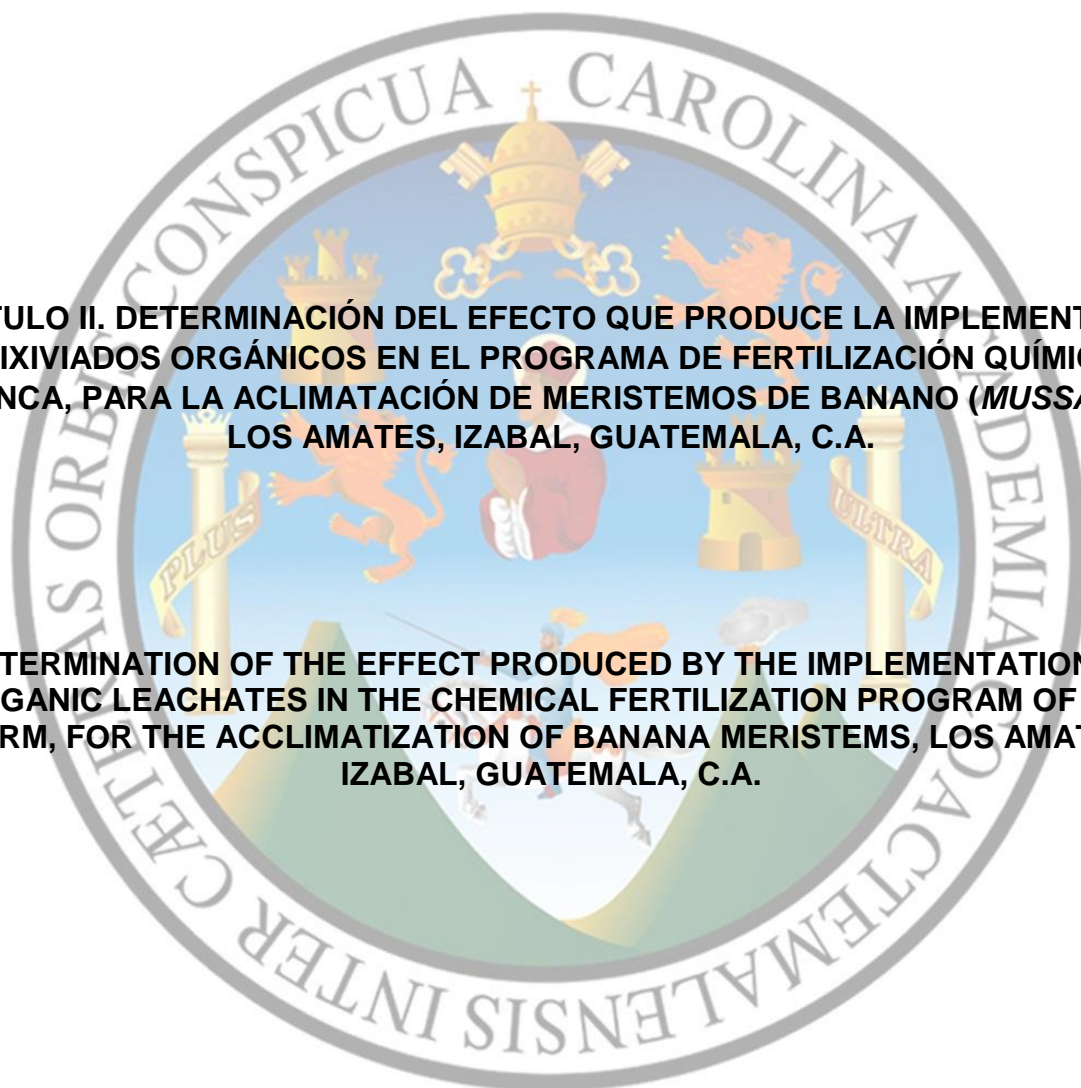 CAROLINA ACADEMIA COACTEMALENSIS INTER CÆTERAS ORBIS CONSPICUA
TULO II. DETERMINACIÓN DEL EFECTO QUE PRODUCE LA IMPLEMENT
IXIVIADOS ORGÁNICOS EN EL PROGRAMA DE FERTILIZACIÓN QUÍMIC
NCA, PARA LA ACLIMATACIÓN DE MERISTEMOS DE BANANO (MUSSA
LOS AMATES, IZABAL, GUATEMALA, C.A.
PLUS
ULTRA
TERMINATION OF THE EFFECT PRODUCED BY THE IMPLEMENTATION
GANIC LEACHATES IN THE CHEMICAL FERTILIZATION PROGRAM OF
RM, FOR THE ACCLIMATIZATION OF BANANA MERISTEMS, LOS AMAT
IZABAL, GUATEMALA, C.A.